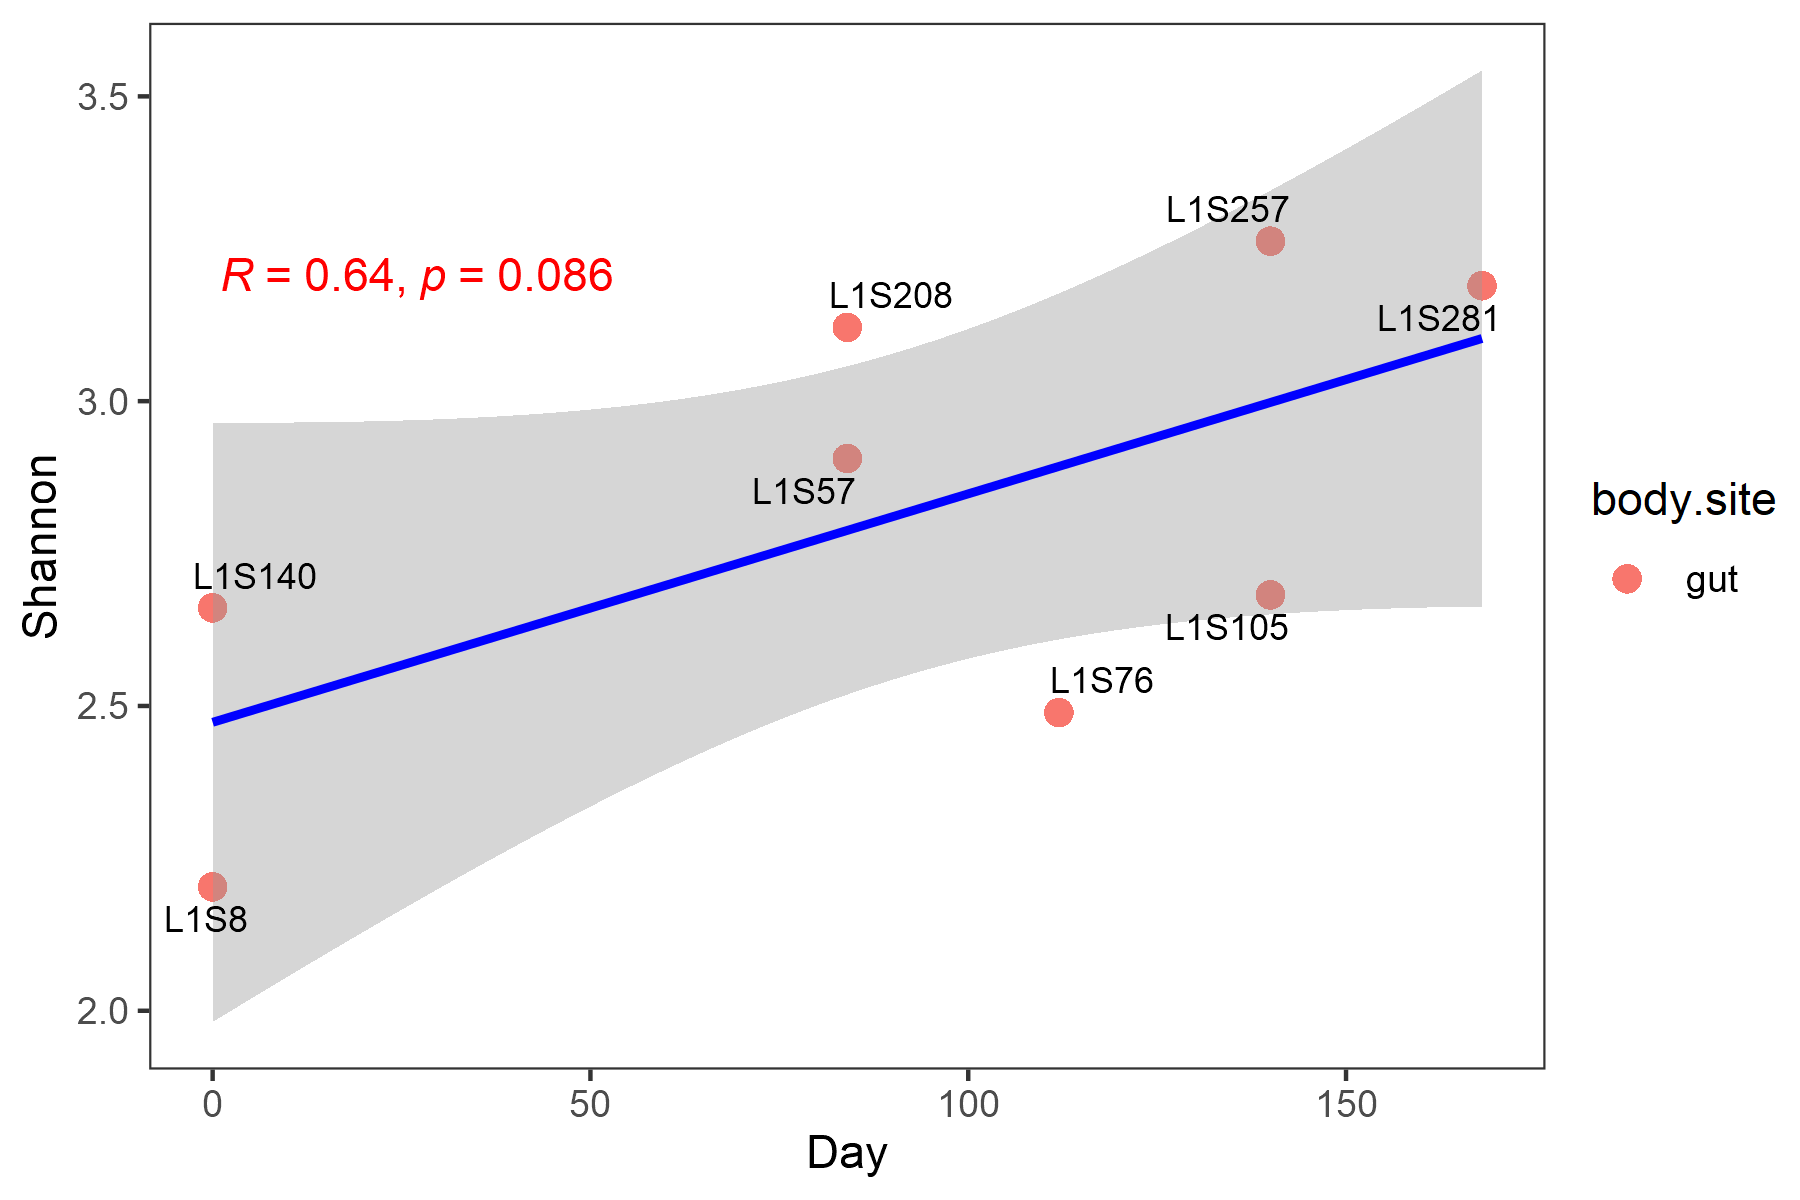 3.5
3.0
2.5
2.0
Shannon
R = 0.64, p = 0.086
L1S257
L1S208
L1S281
L1S57
L1S140
L1S105
L1S76
L1S8
0
50
100
150
Day
body.site
gut